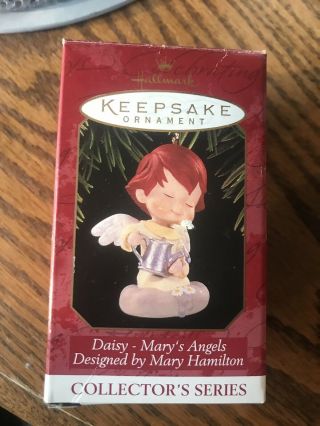 Hallmark
KEEPSAKE
ORNAMENT
Daisy - Mary's Angels
Designed by Mary Hamilton
COLLECTOR'S SERIES